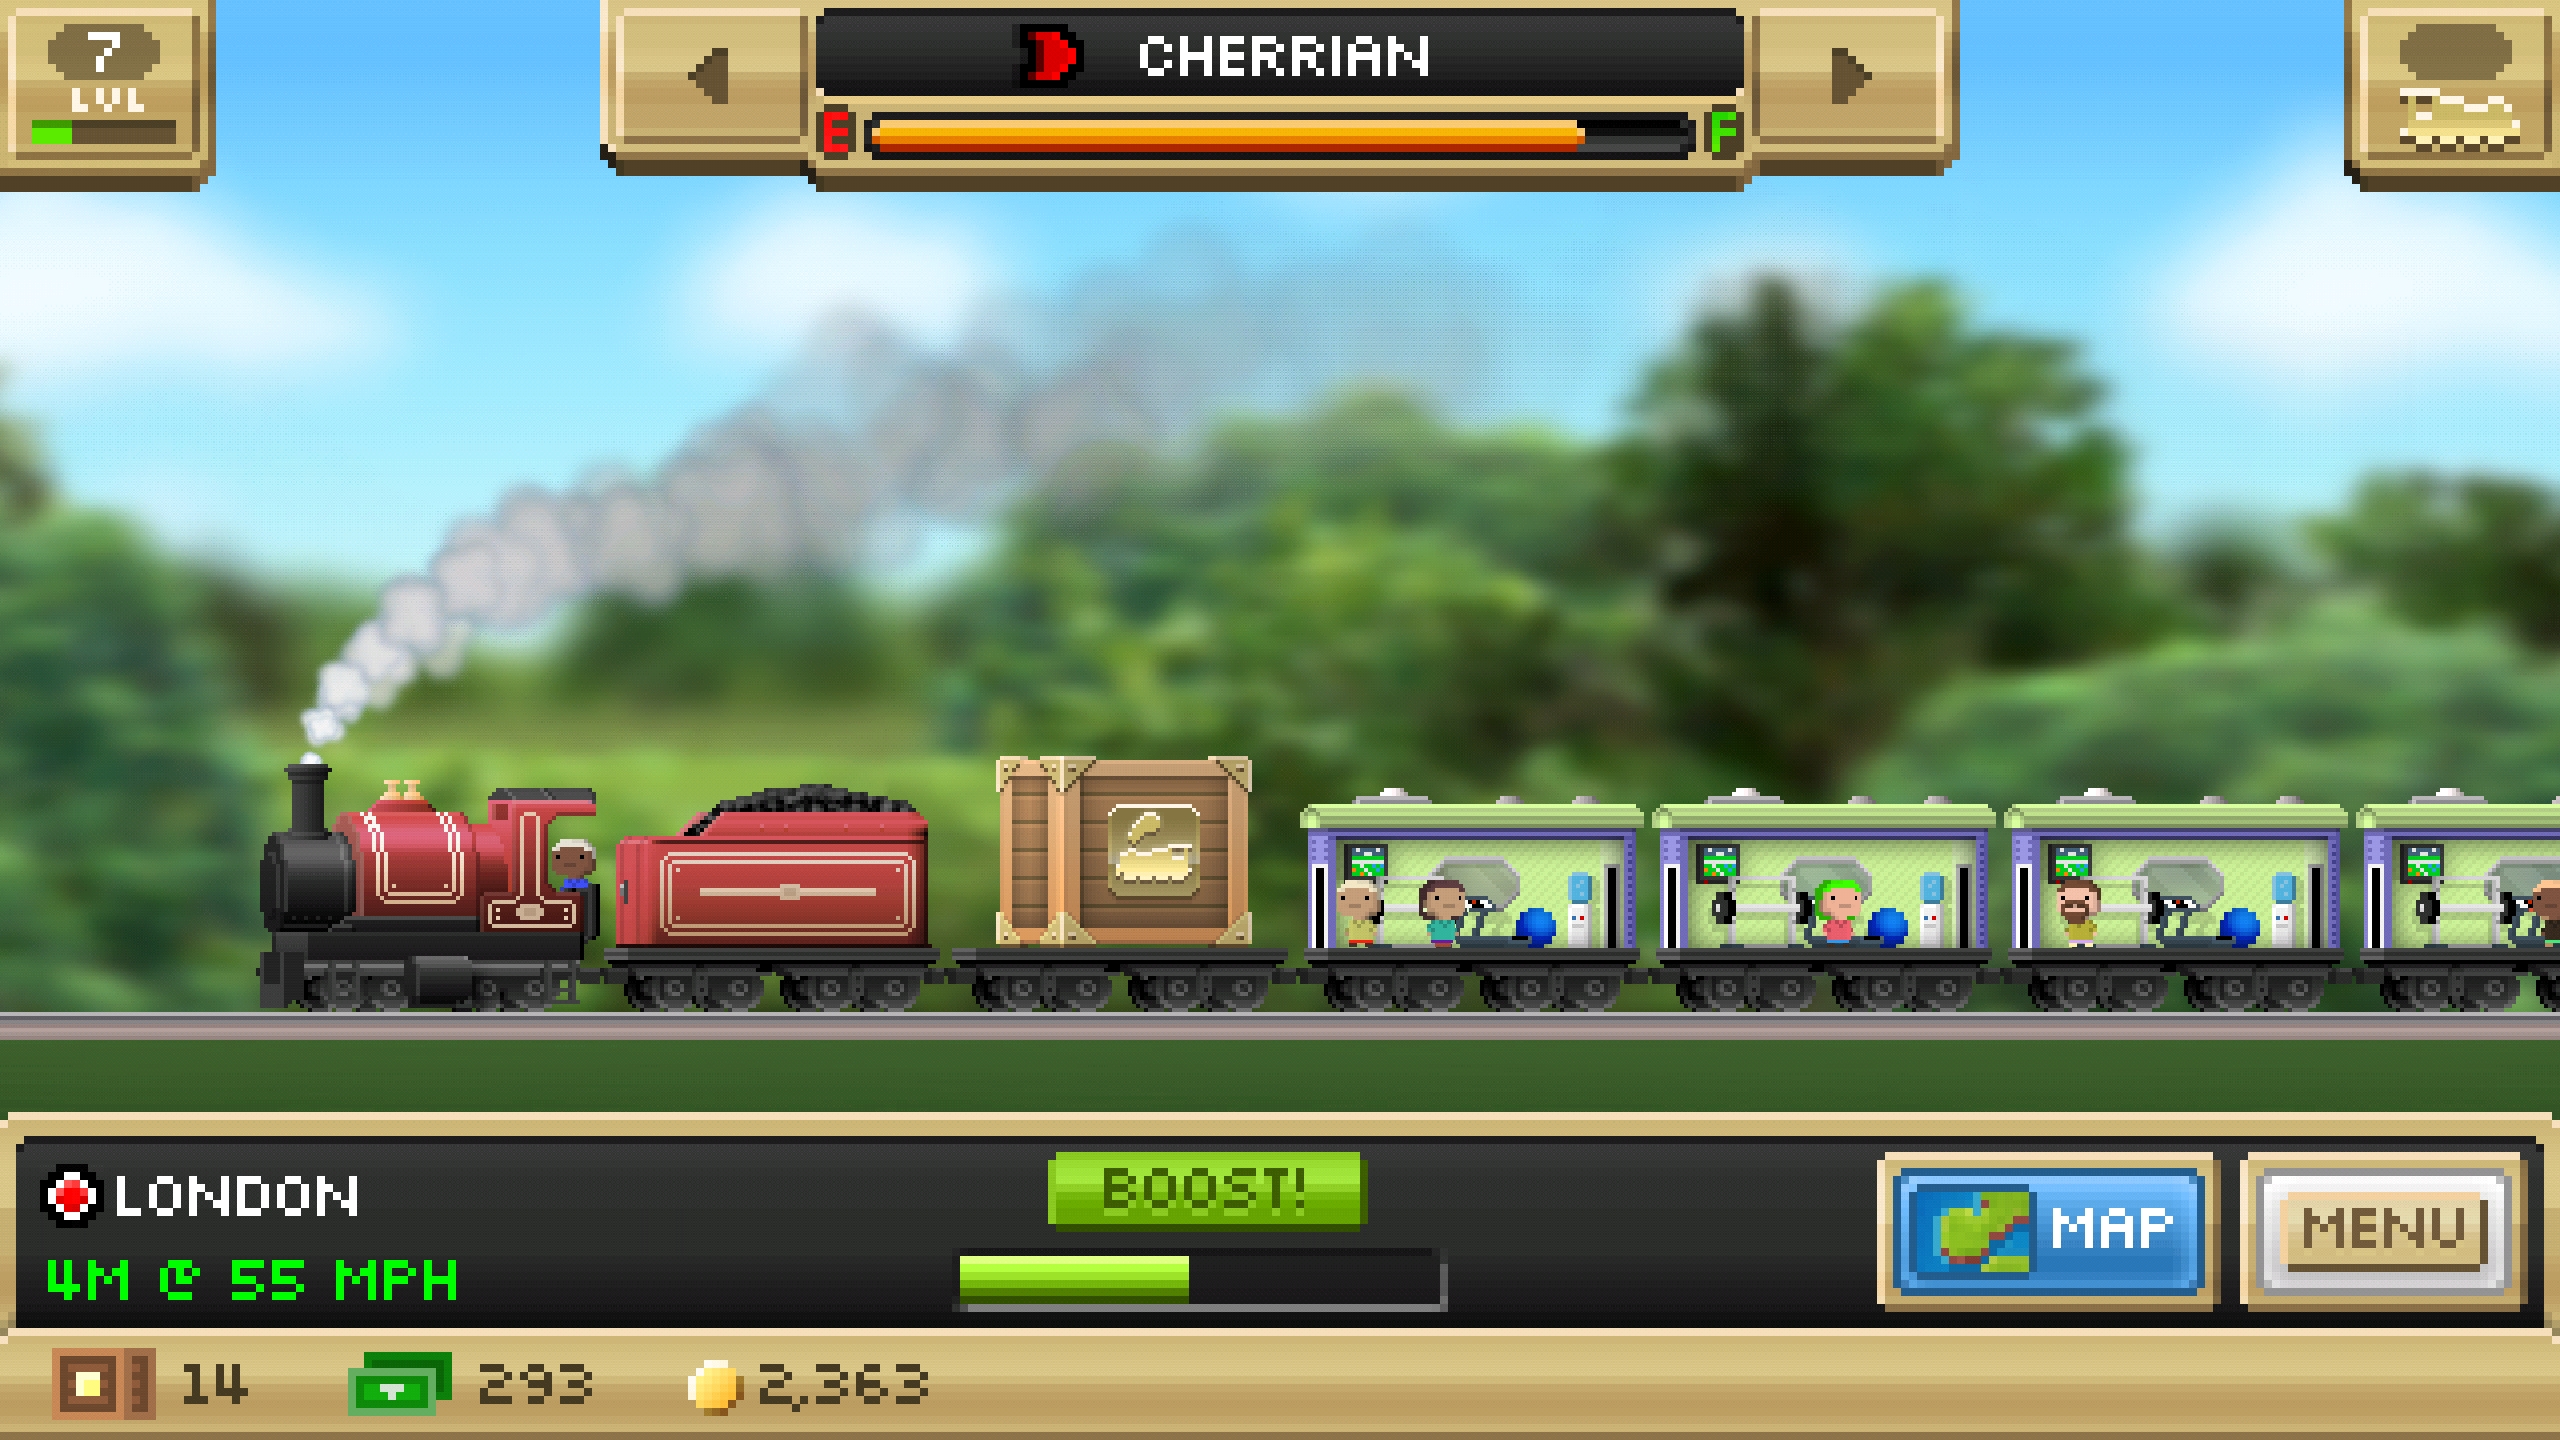 7
LVL
CHERRIAN
E F
LONDON
4M @ 55 MPH
BOOST!
MAP
MENU
14 293 2,363